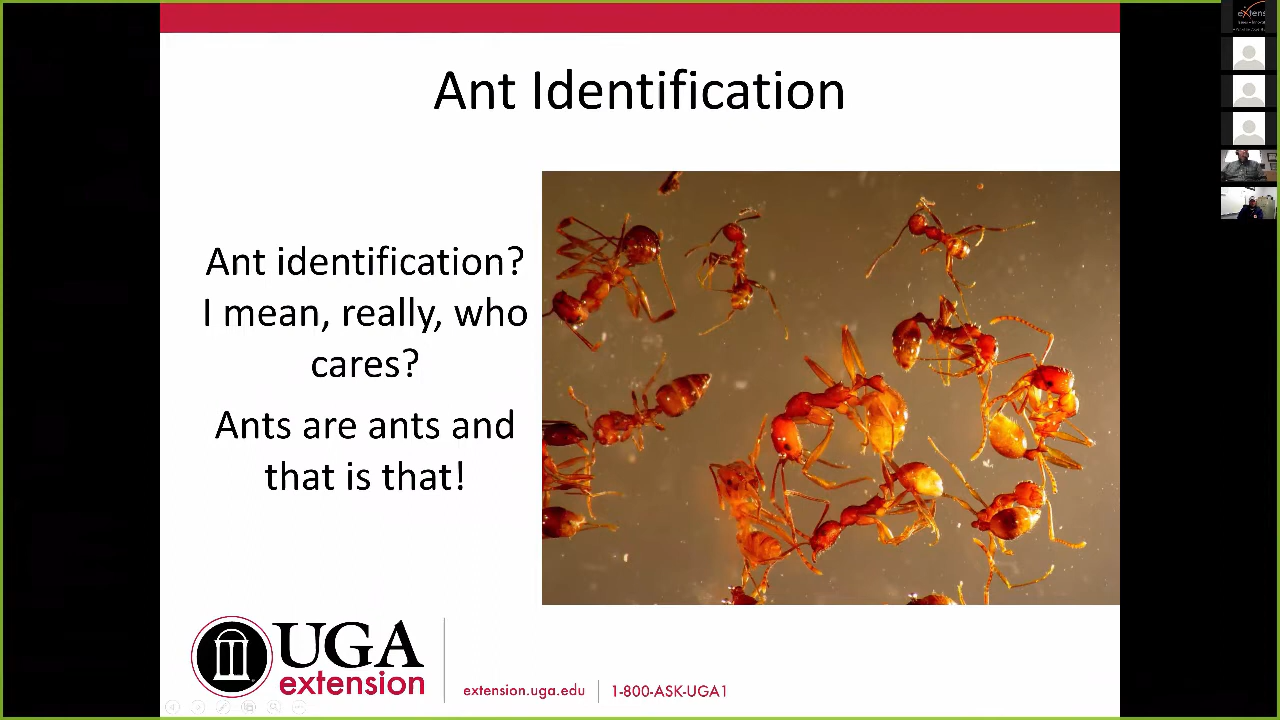 Ant Identification
Ant identification?
I mean, really, who
cares?
Ants are ants and
that is that!
UGA
extension
extension.uga.edu
1-800-ASK-UGA1